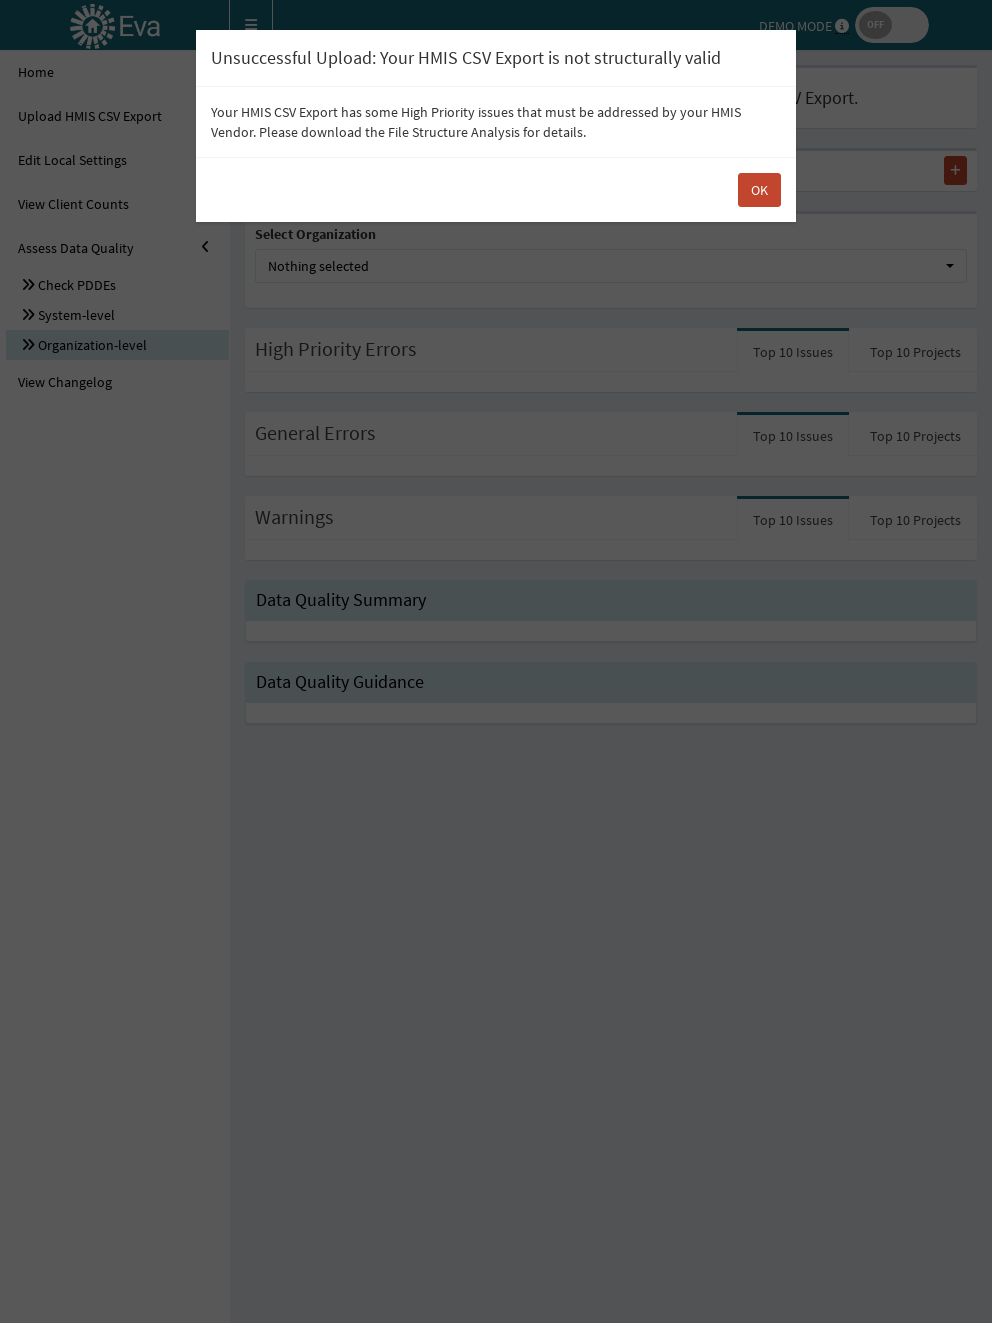 Eva
DEMO MODE
OFF
Unsuccessful Upload: Your HMIS CSV Export is not structurally valid
Your HMIS CSV Export has some High Priority issues that must be addressed by your HMIS
Vendor. Please download the File Structure Analysis for details.
OK
Home
Upload HMIS CSV Export
Edit Local Settings
View Client Counts
Assess Data Quality
Check PDDEs
System-level
Organization-level
View Changelog
Export.
Select Organization
Nothing selected
High Priority Errors
Top 10 Issues
Top 10 Projects
General Errors
Top 10 Issues
Top 10 Projects
Warnings
Top 10 Issues
Top 10 Projects
Data Quality Summary
Data Quality Guidance